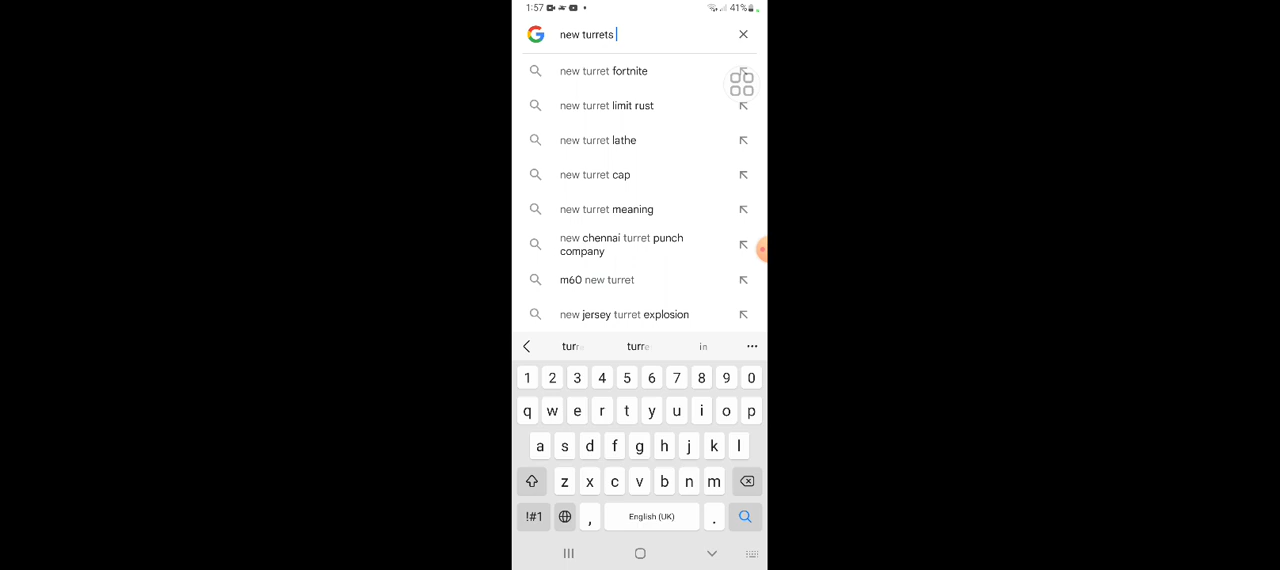 1:57
41%
new turrets
new turret fortnite
new turret limit rust
new turret lathe
new turret cap
new turret meaning
new chennai turret punch
company
m60 new turret
new jersey turret explosion
turr turre in
1 2 3 4 5 6 7 8 9 0
q w e r t y u i o p
a s d f g h j k l
z x c v b n m
!#1 , English (UK) .